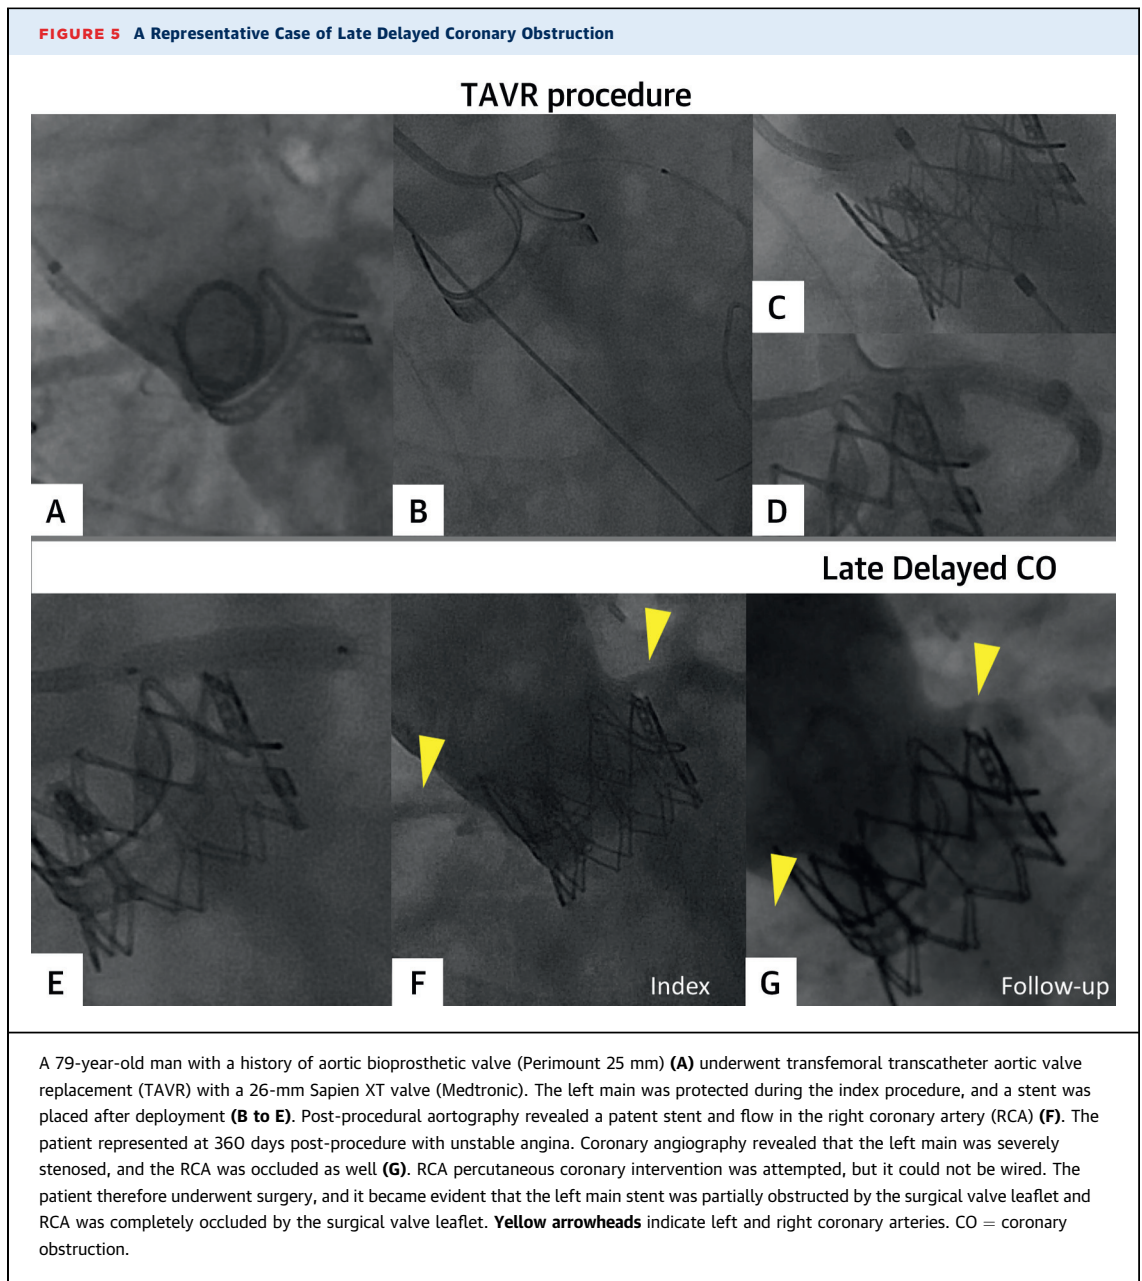 FIGURE 5 A Representative Case of Late Delayed Coronary Obstruction
TAVR procedure
A
B
C
D
Late Delayed CO
E
F
Index
G
Follow-up
A 79-year-old man with a history of aortic bioprosthetic valve (Perimount 25 mm) (A) underwent transfemoral transcatheter aortic valve
replacement (TAVR) with a 26-mm Sapien XT valve (Medtronic). The left main was protected during the index procedure, and a stent was
placed after deployment (B to E). Post-procedural aortography revealed a patent stent and flow in the right coronary artery (RCA) (F). The
patient represented at 360 days post-procedure with unstable angina. Coronary angiography revealed that the left main was severely
stenosed, and the RCA was occluded as well (G). RCA percutaneous coronary intervention was attempted, but it could not be wired. The
patient therefore underwent surgery, and it became evident that the left main stent was partially obstructed by the surgical valve leaflet and
RCA was completely occluded by the surgical valve leaflet. Yellow arrowheads indicate left and right coronary arteries. CO = coronary
obstruction.